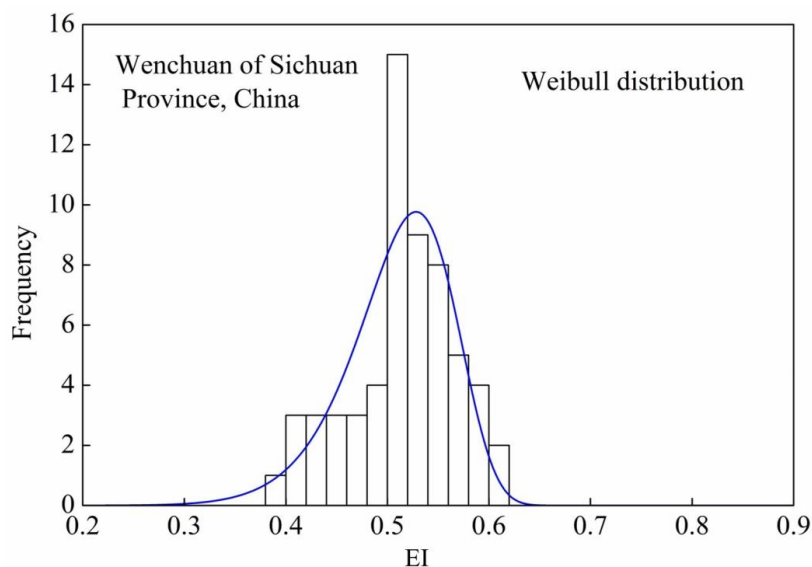 16
14
12
10
8
6
4
2
0
Frequency
Wenchuan of Sichuan
Province, China
Weibull distribution
0.2 0.3 0.4 0.5 0.6 0.7 0.8 0.9
EI